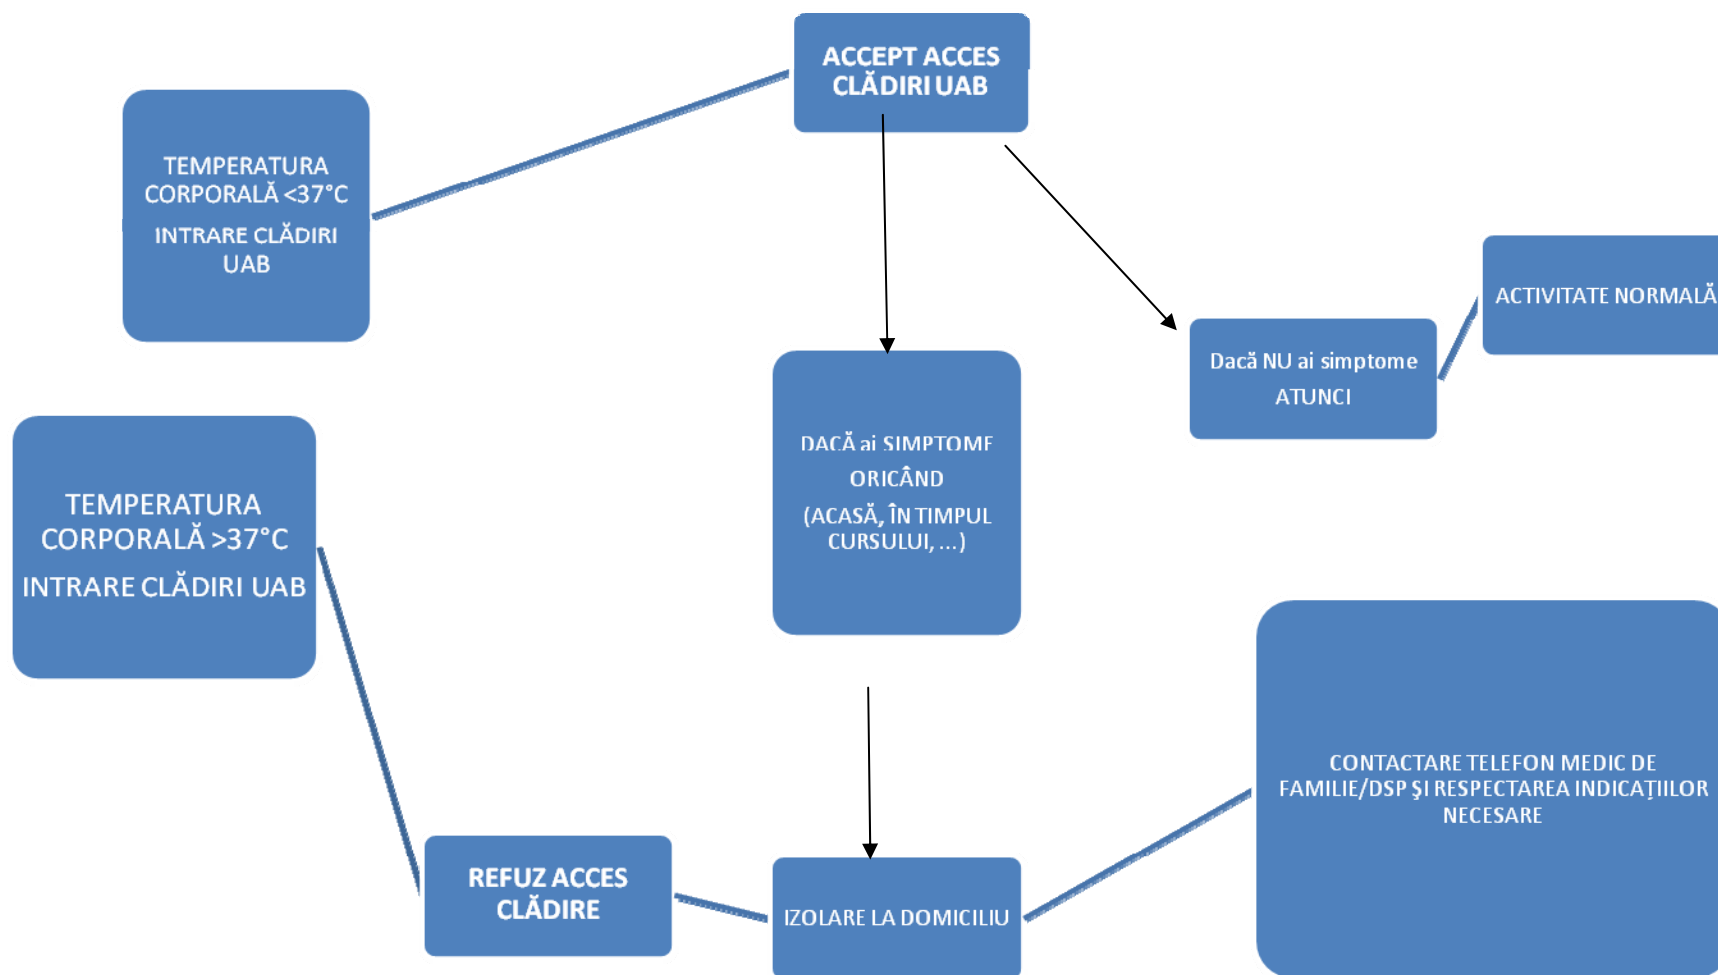 ACCEPT ACCES
CLĂDIRI UAB
TEMPERATURA
CORPORALĂ <37°C
INTRARE CLĂDIRI
UAB
ACTIVITATE NORMALĂ
Dacă NU ai simptome
ATUNCI
DACĂ ai SIMPTOME
ORICÂND
(ACASĂ, ÎN TIMPUL
CURSULUI, ...)
TEMPERATURA
CORPORALĂ >37°C
INTRARE CLĂDIRI UAB
CONTACTARE TELEFON MEDIC DE
FAMILIE/DSP ŞI RESPECTAREA INDICAŢIILOR
NECESARE
REFUZ ACCES
CLĂDIRE
IZOLARE LA DOMICILIU